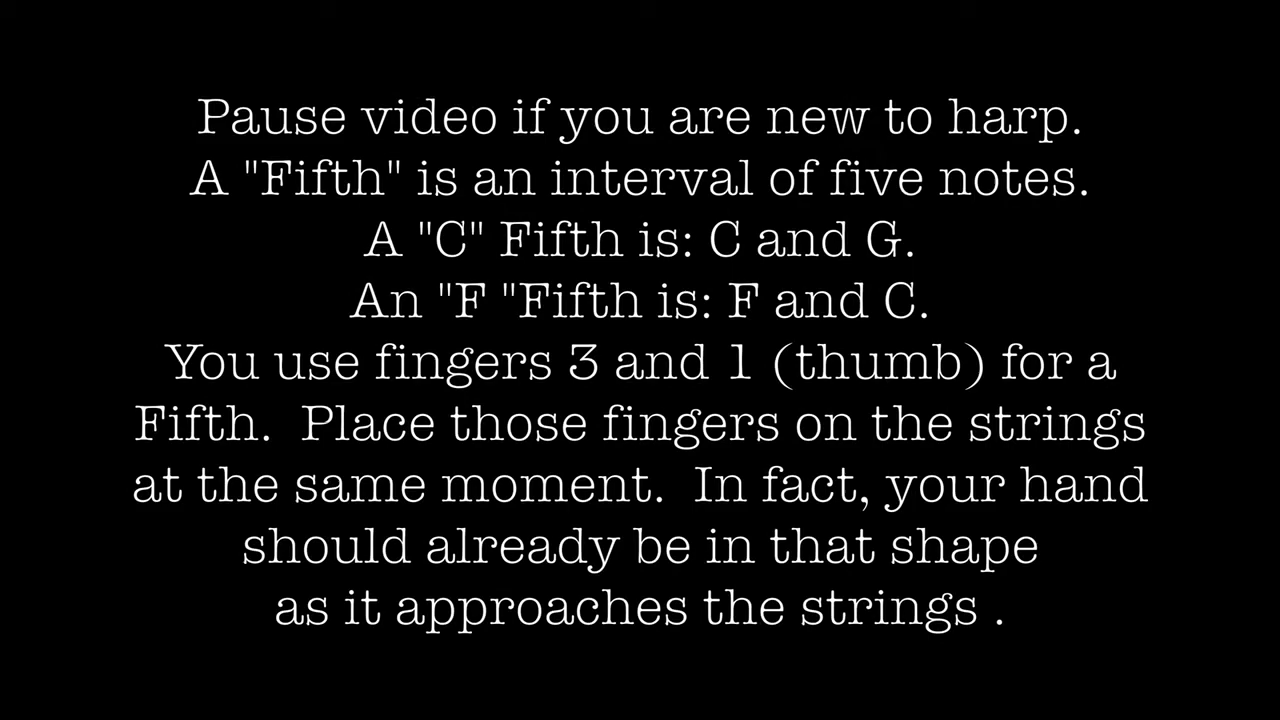 Pause video if you are new to harp.
A "Fifth" is an interval of five notes.
A "C" Fifth is: C and G.
An "F "Fifth is: F and C.
You use fingers 3 and 1 (thumb) for a
Fifth.  Place those fingers on the strings
at the same moment.  In fact, your hand
should already be in that shape
as it approaches the strings .